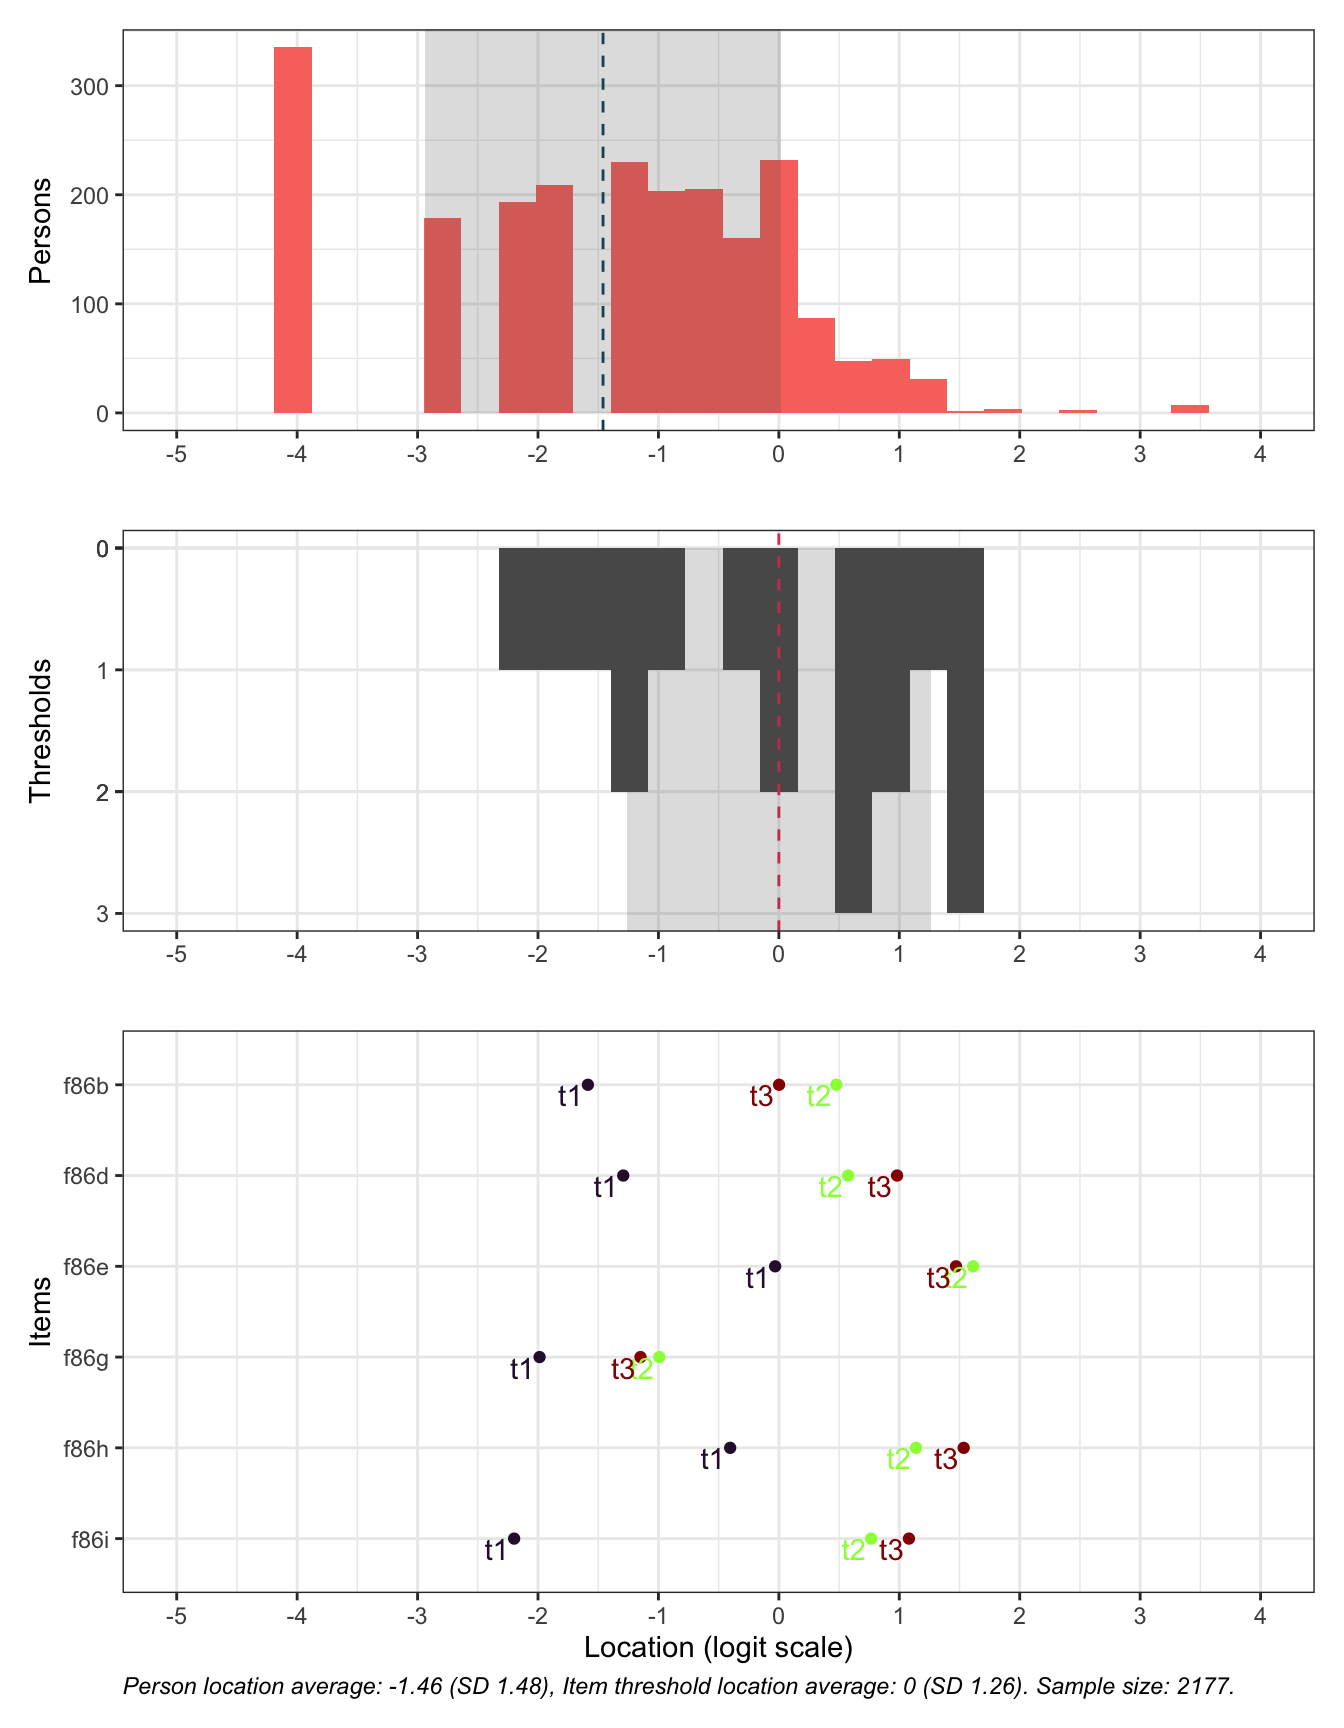 Persons
300
200
100
0
-5 -4 -3 -2 -1 0 1 2 3 4
Thresholds
0
1
2
3
-5 -4 -3 -2 -1 0 1 2 3 4
Items
f86b t1 t3 t2
f86d t1 t2 t3
f86e t1 t3 t2
f86g t1 t3 t2
f86h t1 t2 t3
f86i t1 t2 t3
-5 -4 -3 -2 -1 0 1 2 3 4
Location (logit scale)
Person location average: -1.46 (SD 1.48), Item threshold location average: 0 (SD 1.26). Sample size: 2177.